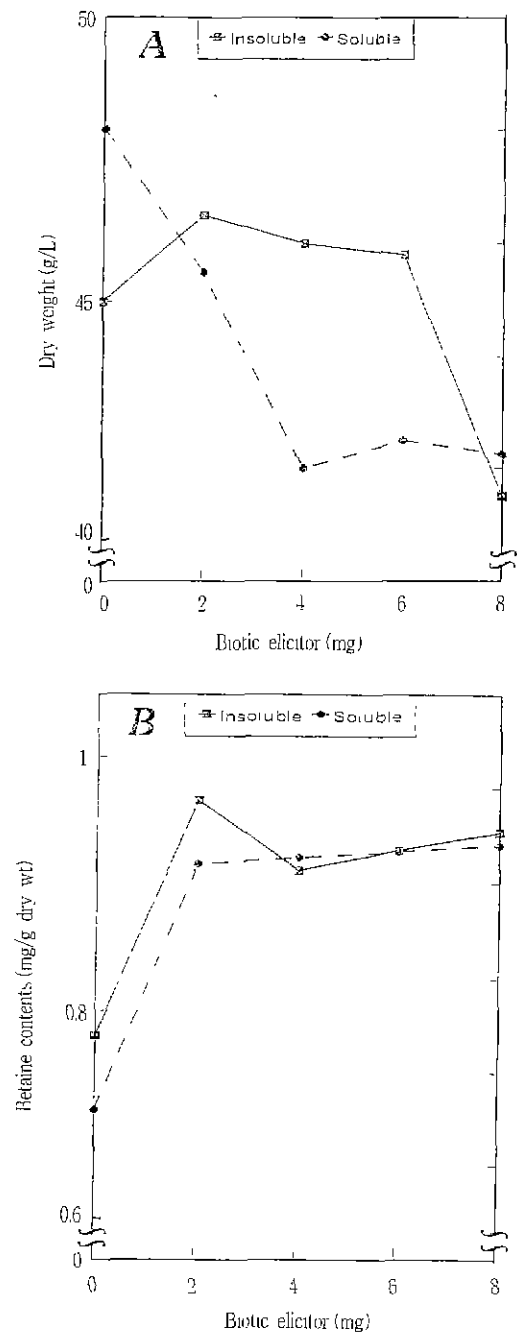 50
A
Insoluble Soluble
Dry weight (g/L)
45
40
0
0 2 4 6 8
Biotic elicitor (mg)
B
Insoluble Soluble
1
Betaine contents (mg/g dry wt)
0.8
0.6
0
0 2 4 6 8
Biotic elicitor (mg)